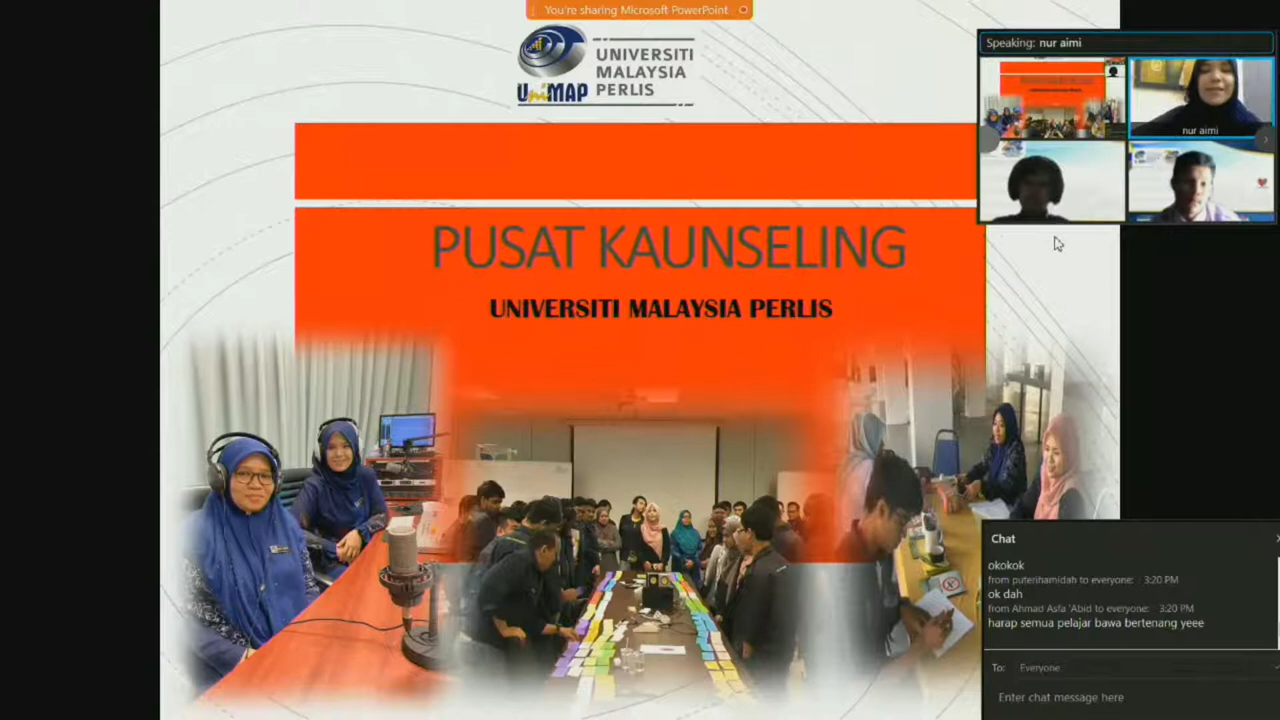 You're sharing Microsoft PowerPoint
UniMAP
UNIVERSITI
MALAYSIA
PERLIS
PUSAT KAUNSELING
UNIVERSITI MALAYSIA PERLIS
Speaking: nur aimi
nur aimi
Chat
okokok
from puterihamidah to everyone: 3:20 PM
ok dah
from Ahmad Asfa 'Abid to everyone: 3:20 PM
harap semua pelajar bawa bertenang yeee
To: Everyone
Enter chat message here